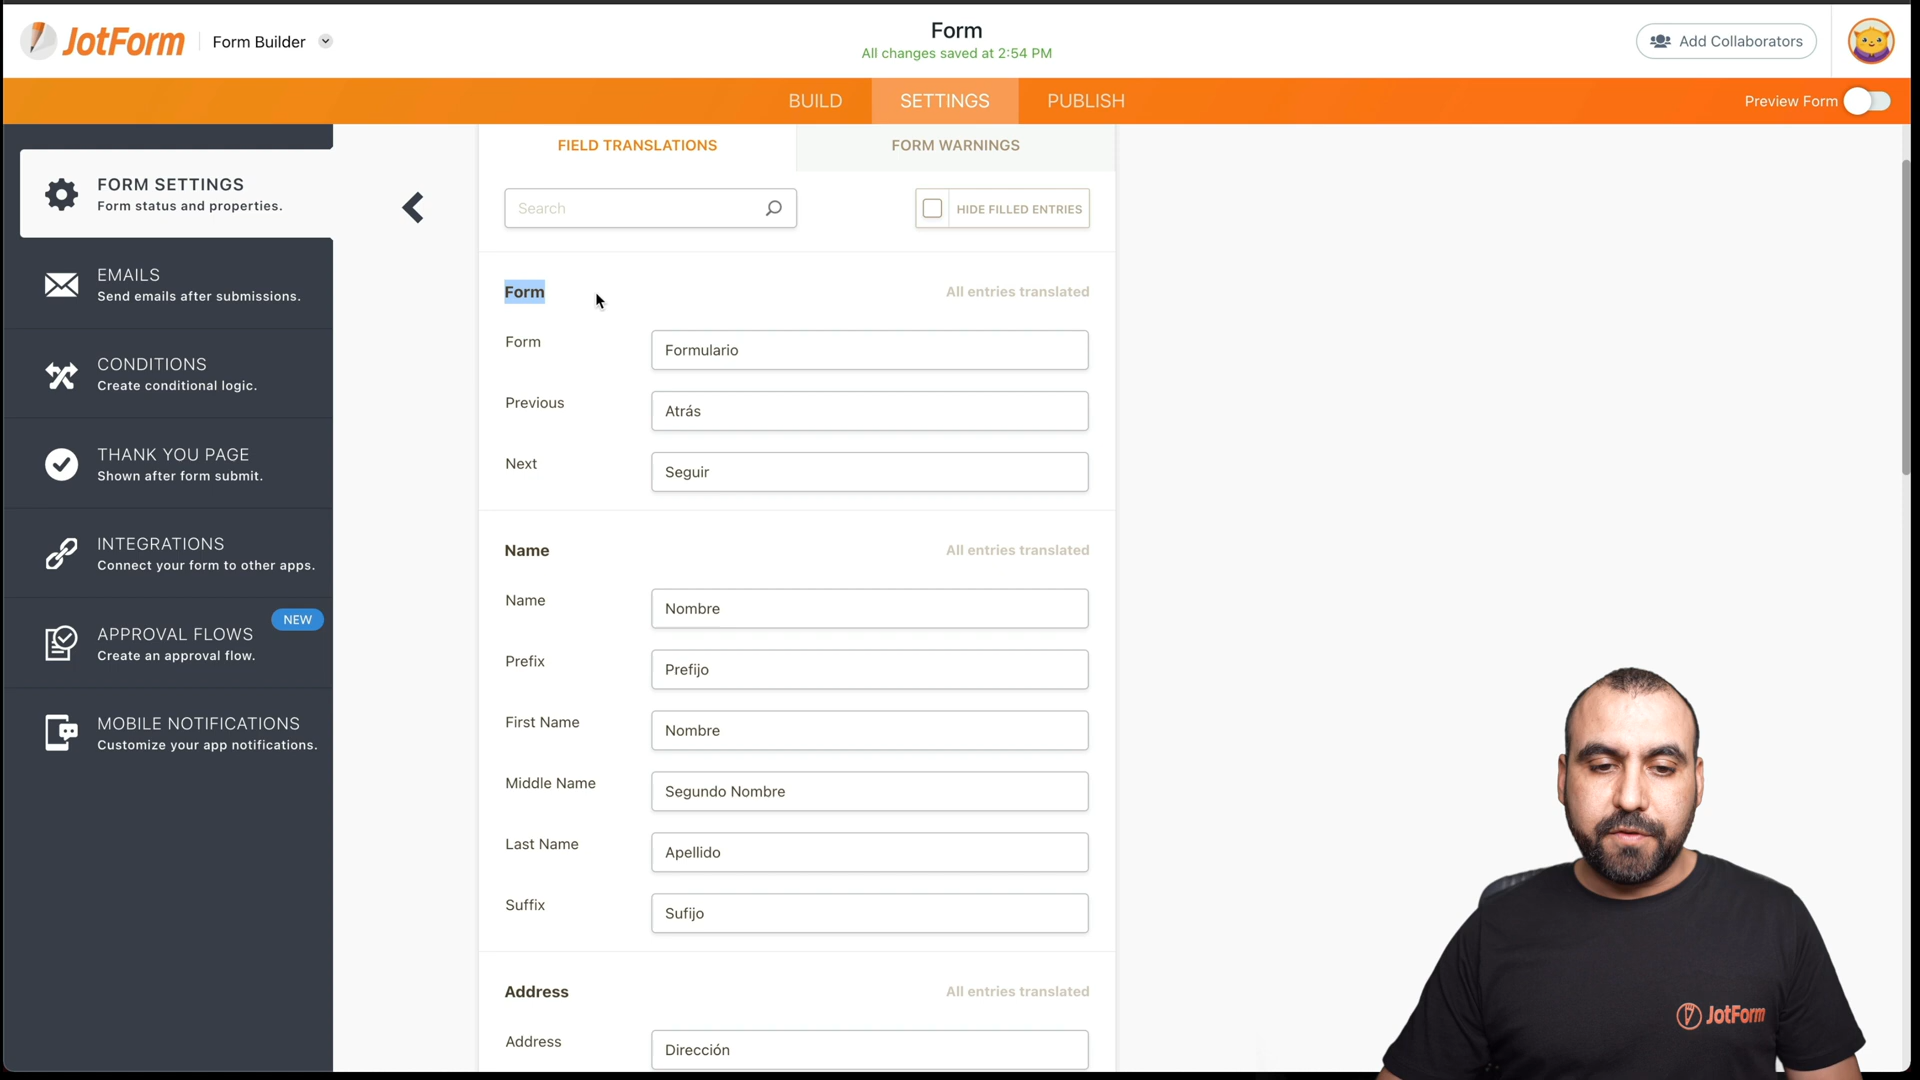 JotForm
Form Builder
Form
All changes saved at 2:54 PM
Add Collaborators
BUILD
SETTINGS
PUBLISH
Preview Form
FORM SETTINGS
Form status and properties.
EMAILS
Send emails after submissions.
CONDITIONS
Create conditional logic.
THANK YOU PAGE
Shown after form submit.
INTEGRATIONS
Connect your form to other apps.
NEW
APPROVAL FLOWS
Create an approval flow.
MOBILE NOTIFICATIONS
Customize your app notifications.
FIELD TRANSLATIONS
FORM WARNINGS
Search
HIDE FILLED ENTRIES
Form All entries translated
Form Formulario
Previous Atrás
Next Seguir
Name All entries translated
Name Nombre
Prefix Prefijo
First Name Nombre
Middle Name Segundo Nombre
Last Name Apellido
Suffix Sufijo
Address All entries translated
Address Dirección
JotForm